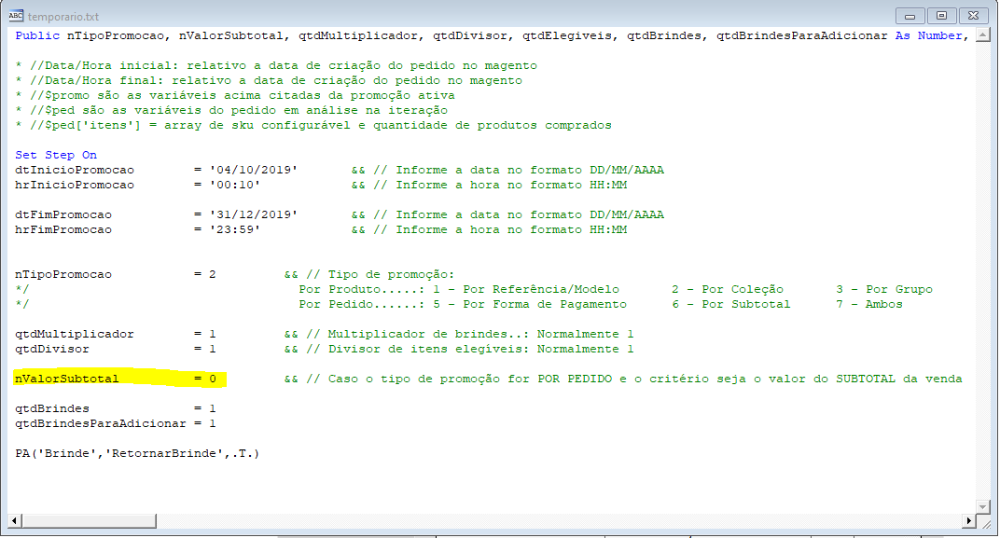 ABC temporario.txt
Public nTipoPromocao, nValorSubtotal, qtdMultiplicador, qtdDivisor, qtdElegiveis, qtdBrindes, qtdBrindesParaAdicionar As Number,
* //Data/Hora inicial: relativo a data de criação do pedido no magento
* //Data/Hora final: relativo a data de criação do pedido no magento
* //$promo são as variáveis acima citadas da promoção ativa
* //$ped são as variáveis do pedido em análise na iteração
* //$ped['itens'] = array de sku configurável e quantidade de produtos comprados
Set Step On
dtInicioPromocao = '04/10/2019' && // Informe a data no formato DD/MM/AAAA
hrInicioPromocao = '00:10' && // Informe a hora no formato HH:MM
dtFimPromocao = '31/12/2019' && // Informe a data no formato DD/MM/AAAA
hrFimPromocao = '23:59' && // Informe a hora no formato HH:MM
nTipoPromocao = 2 && // Tipo de promoção:
*/ Por Produto.....: 1 - Por Referência/Modelo 2 - Por Coleção 3 - Por Grupo
*/ Por Pedido......: 5 - Por Forma de Pagamento 6 - Por Subtotal 7 - Ambos
qtdMultiplicador = 1 && // Multiplicador de brindes..: Normalmente 1
qtdDivisor = 1 && // Divisor de itens elegíveis: Normalmente 1
nValorSubtotal = 0 && // Caso o tipo de promoção for POR PEDIDO e o critério seja o valor do SUBTOTAL da venda
qtdBrindes = 1
qtdBrindesParaAdicionar = 1
PA('Brinde','RetornarBrinde',.T.)